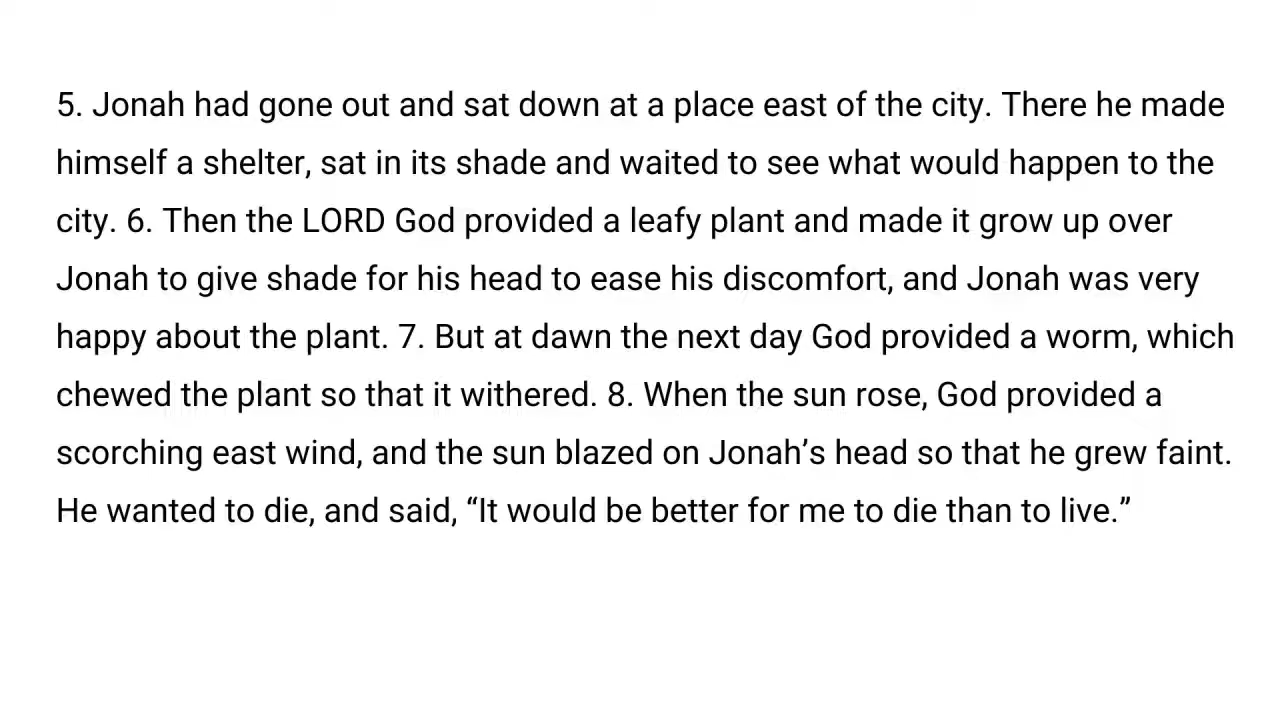 5. Jonah had gone out and sat down at a place east of the city. There he made
himself a shelter, sat in its shade and waited to see what would happen to the
city. 6. Then the LORD God provided a leafy plant and made it grow up over
Jonah to give shade for his head to ease his discomfort, and Jonah was very
happy about the plant. 7. But at dawn the next day God provided a worm, which
chewed the plant so that it withered. 8. When the sun rose, God provided a
scorching east wind, and the sun blazed on Jonah’s head so that he grew faint.
He wanted to die, and said, “It would be better for me to die than to live.”